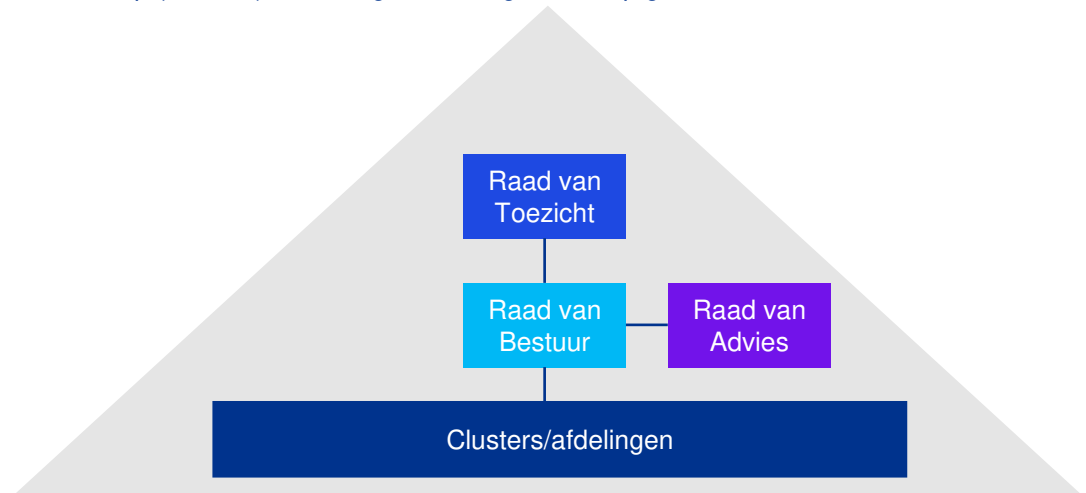 Raad van
Toezicht
Raad van
Bestuur
Raad van
Advies
Clusters/afdelingen